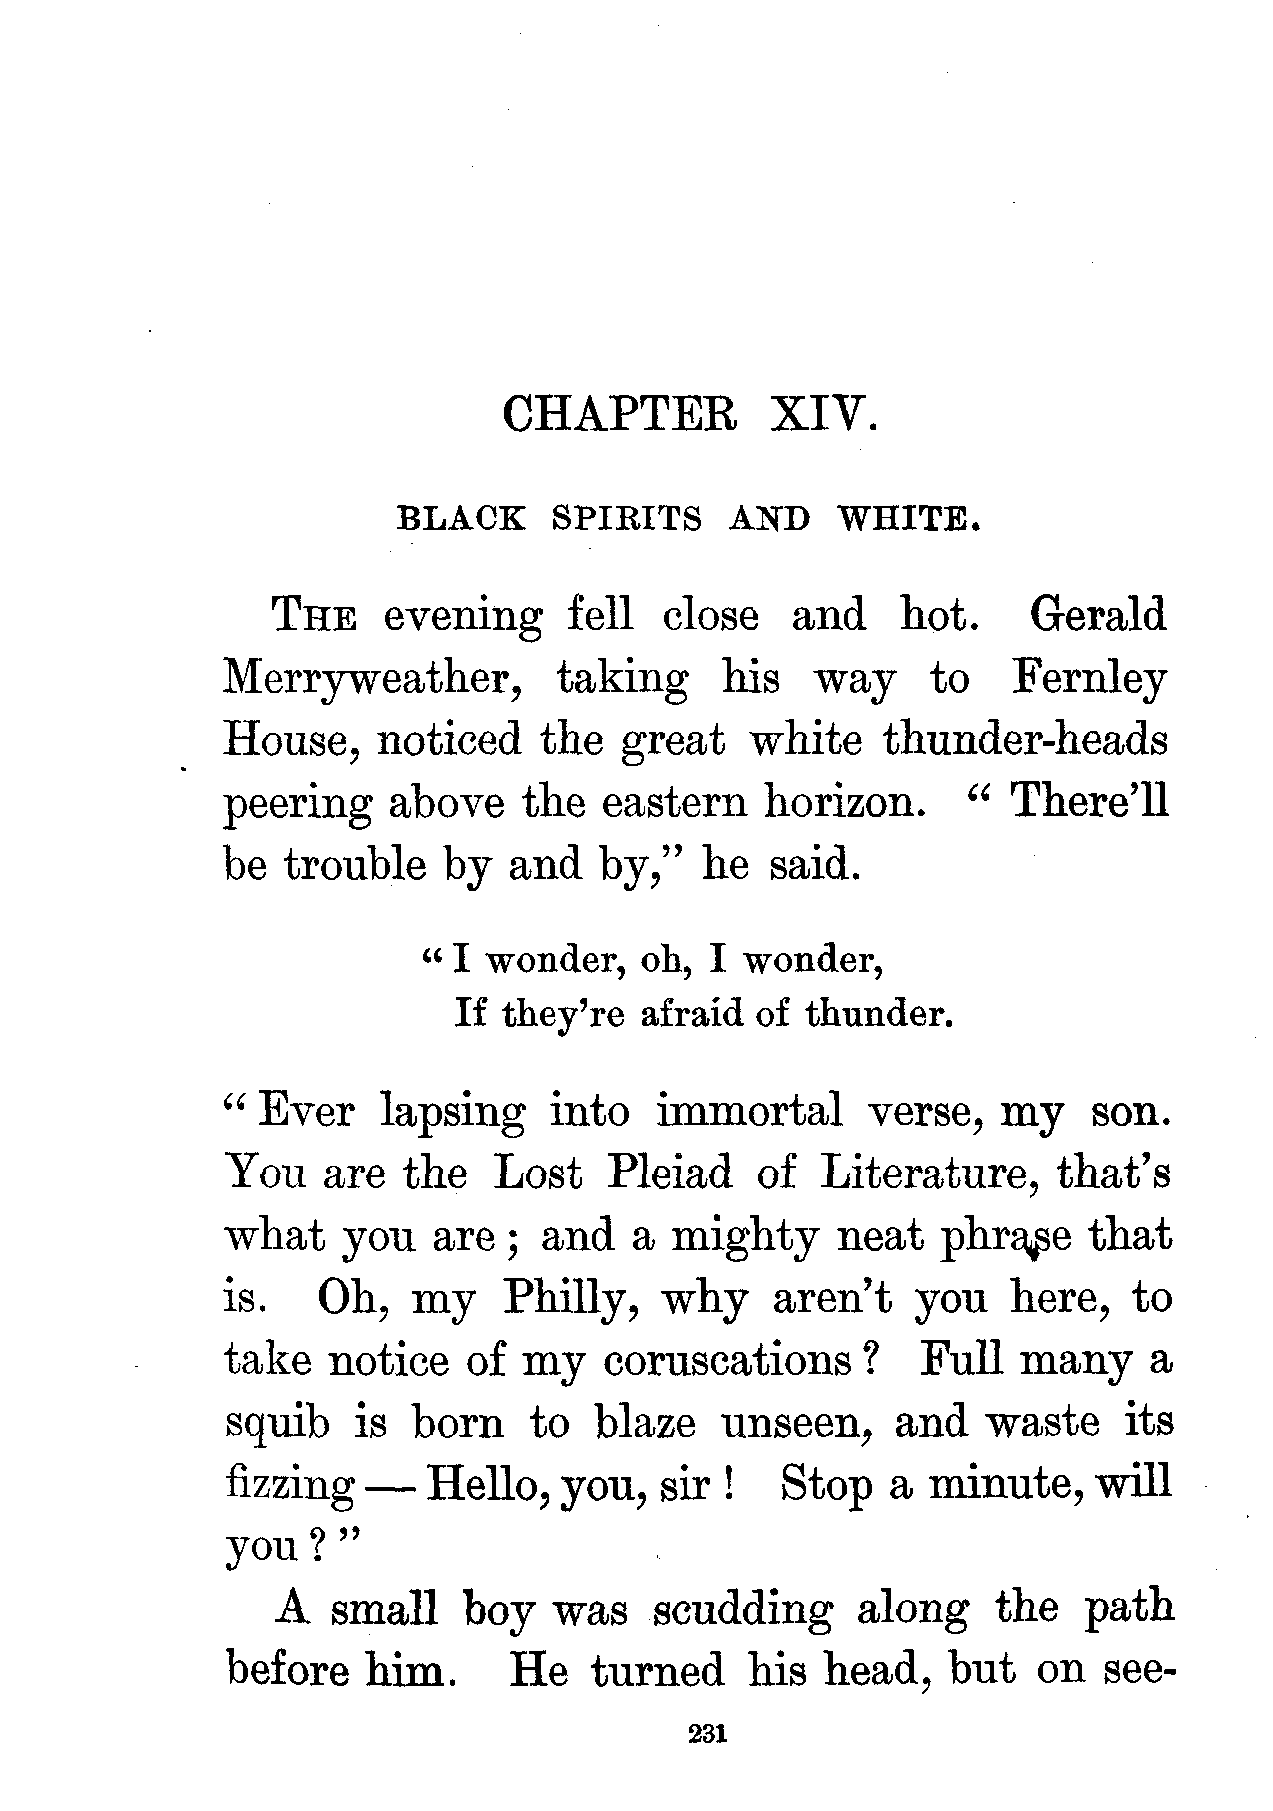 CHAPTER XIV.
BLACK SPIRITS AND WHITE.
THE evening fell close and hot. Gerald
Merryweather, taking his way to Fernley
House, noticed the great white thunder-heads
peering above the eastern horizon. “ There’ll
be trouble by and by,” he said.
“ I wonder, oh, I wonder,
If they’re afraid of thunder.
“ Ever lapsing into immortal verse, my son.
You are the Lost Pleiad of Literature, that’s
what you are ; and a mighty neat phrase that
is. Oh, my Philly, why aren’t you here, to
take notice of my coruscations ? Full many a
squib is born to blaze unseen, and waste its
fizzing — Hello, you, sir ! Stop a minute, will
you ? ”
A small boy was scudding along the path
before him. He turned his head, but on see-
231